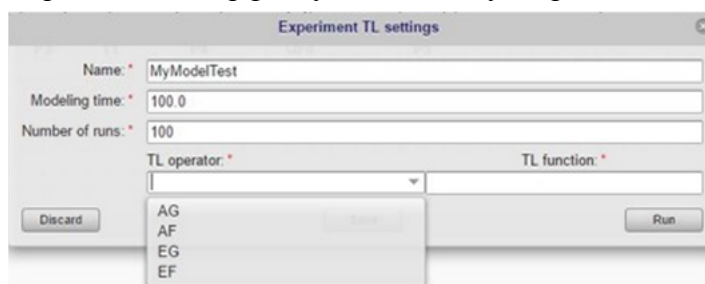 Experiment TL settings
Name: * MyModelTest
Modeling time: * 100.0
Number of runs: * 100
TL operator: * TL function: *
Discard Save Run
AG
AF
EG
EF